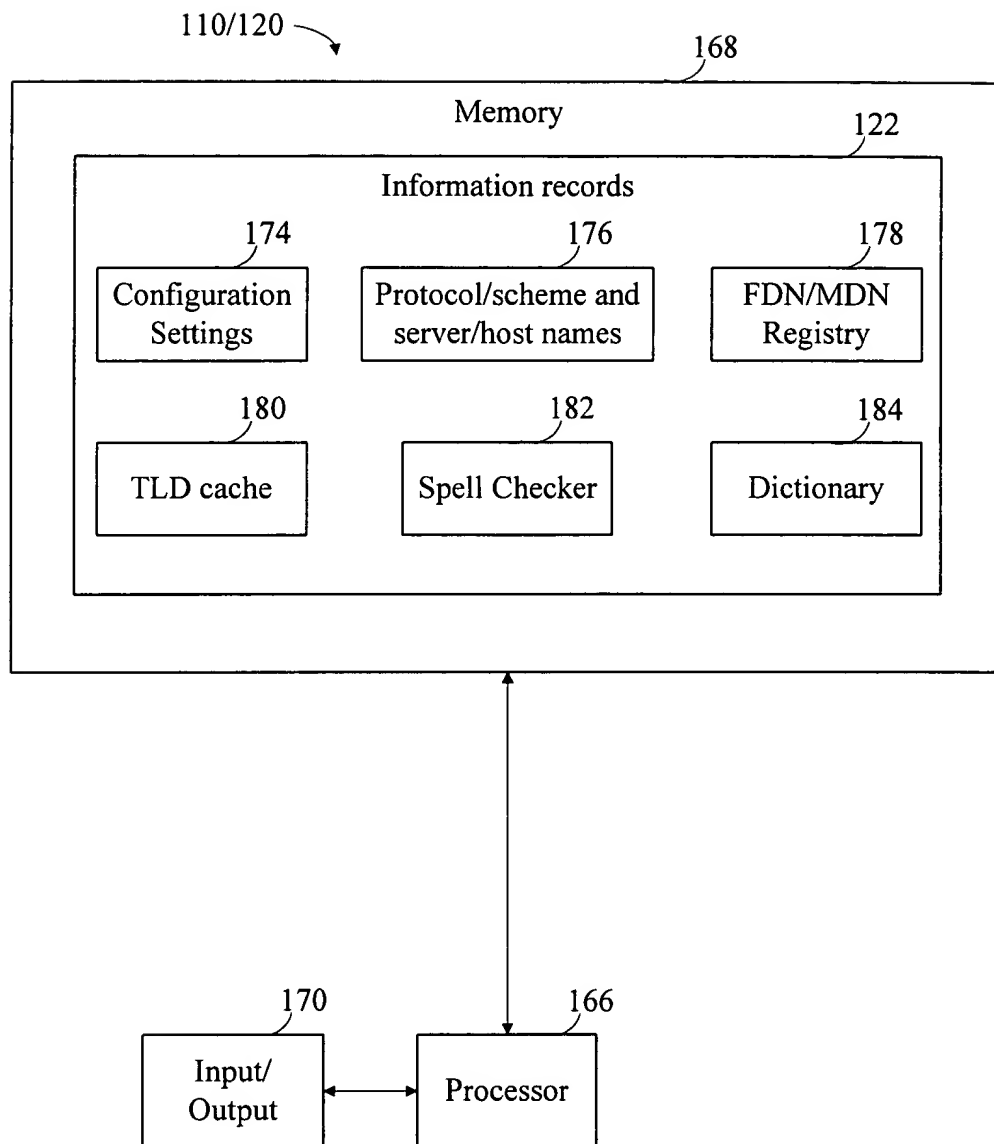 110/120
168
Memory
122
Information records
174
176
178
Configuration
Settings
Protocol/scheme and
server/host names
FDN/MDN
Registry
180
182
184
TLD cache
Spell Checker
Dictionary
170
166
Input/
Output
Processor